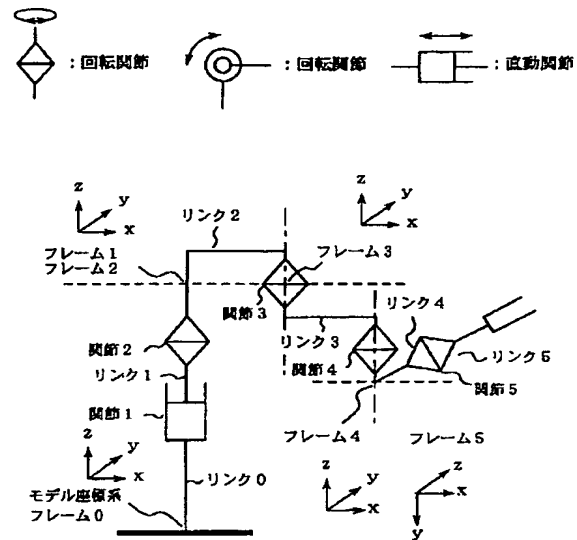 :回転関節
:回転関節
:直動関節
z
y
x
リンク2
z
y
x
フレーム1
フレーム2
フレーム3
関節3
リンク4
関節2
リンク3
関節4
リンク5
リンク1
関節5
関節1
フレーム4
フレーム5
z
y
x
リンク0
z
y
x
z
x
y
モデル座標系
フレーム0